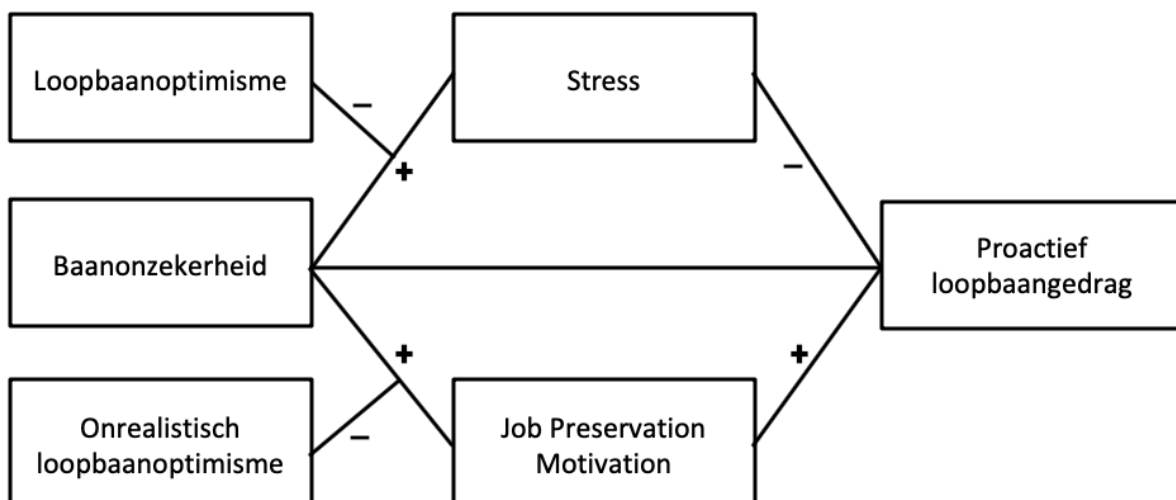 Loopbaanoptimisme
Stress
–
+
–
Baanonzekerheid
Proactief
loopbaangedrag
+
+
Onrealistisch
loopbaanoptimisme
–
Job Preservation
Motivation